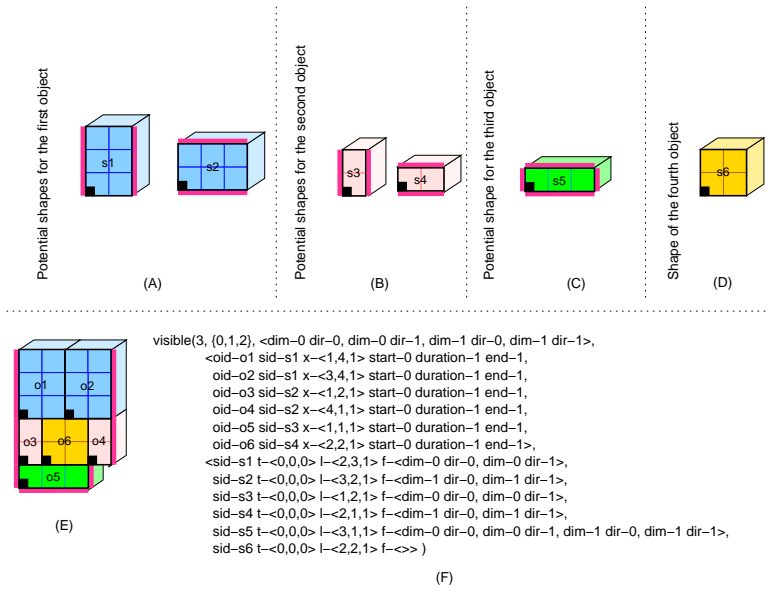 Potential shapes for the first object
s1
s2
(A)
Potential shapes for the second object
s3
s4
(B)
Potential shape for the third object
s5
(C)
Shape of the fourth object
s6
(D)
o1
o2
o3
o6
o4
o5
(E)
visible(3, {0,1,2}, <dim−0 dir−0, dim−0 dir−1, dim−1 dir−0, dim−1 dir−1>,
<oid−o1 sid−s1 x−<1,4,1> start−0 duration−1 end−1,
oid−o2 sid−s1 x−<3,4,1> start−0 duration−1 end−1,
oid−o3 sid−s2 x−<1,2,1> start−0 duration−1 end−1,
oid−o4 sid−s2 x−<4,1,1> start−0 duration−1 end−1,
oid−o5 sid−s3 x−<1,1,1> start−0 duration−1 end−1,
oid−o6 sid−s4 x−<2,2,1> start−0 duration−1 end−1>,
<sid−s1 t−<0,0,0> l−<2,3,1> f−<dim−0 dir−0, dim−0 dir−1>,
sid−s2 t−<0,0,0> l−<3,2,1> f−<dim−1 dir−0, dim−1 dir−1>,
sid−s3 t−<0,0,0> l−<1,2,1> f−<dim−0 dir−0, dim−0 dir−1>,
sid−s4 t−<0,0,0> l−<2,1,1> f−<dim−1 dir−0, dim−1 dir−1>,
sid−s5 t−<0,0,0> l−<3,1,1> f−<dim−0 dir−0, dim−0 dir−1, dim−1 dir−0, dim−1 dir−1>,
sid−s6 t−<0,0,0> l−<2,2,1> f−<>> )
(F)